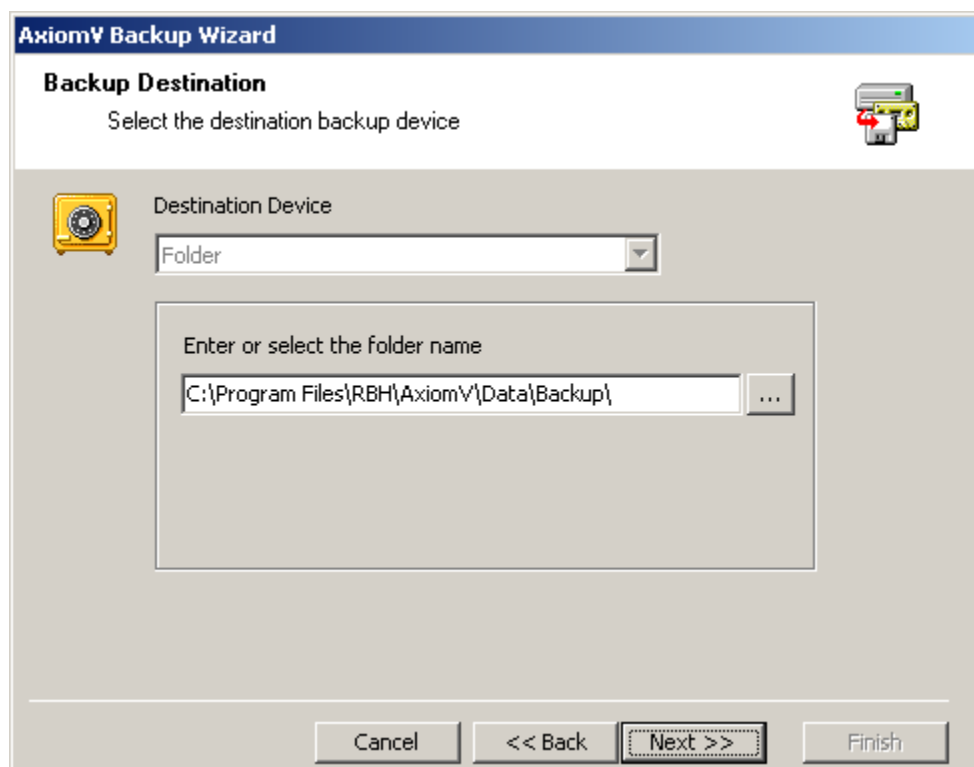 AxiomV Backup Wizard
Backup Destination
Select the destination backup device
Destination Device
Folder
Enter or select the folder name
C:\Program Files\RBH\AxiomV\Data\Backup\
...
Cancel
<< Back
Next >>
Finish